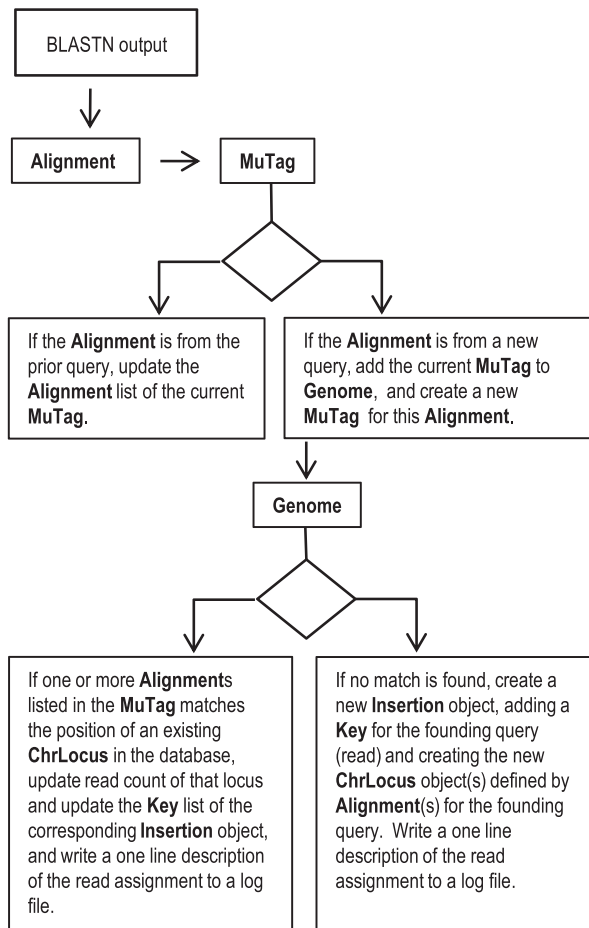 BLASTN output
Alignment
MuTag
If the Alignment is from the
prior query, update the
Alignment list of the current
MuTag.
If the Alignment is from a new
query, add the current MuTag to
Genome, and create a new
MuTag for this Alignment.
Genome
If one or more Alignments
listed in the MuTag matches
the position of an existing
ChrLocus in the database,
update read count of that locus
and update the Key list of the
corresponding Insertion object,
and write a one line description
of the read assignment to a log
file.
If no match is found, create a
new Insertion object, adding a
Key for the founding query
(read) and creating the new
ChrLocus object(s) defined by
Alignment(s) for the founding
query. Write a one line
description of the read
assignment to a log file.